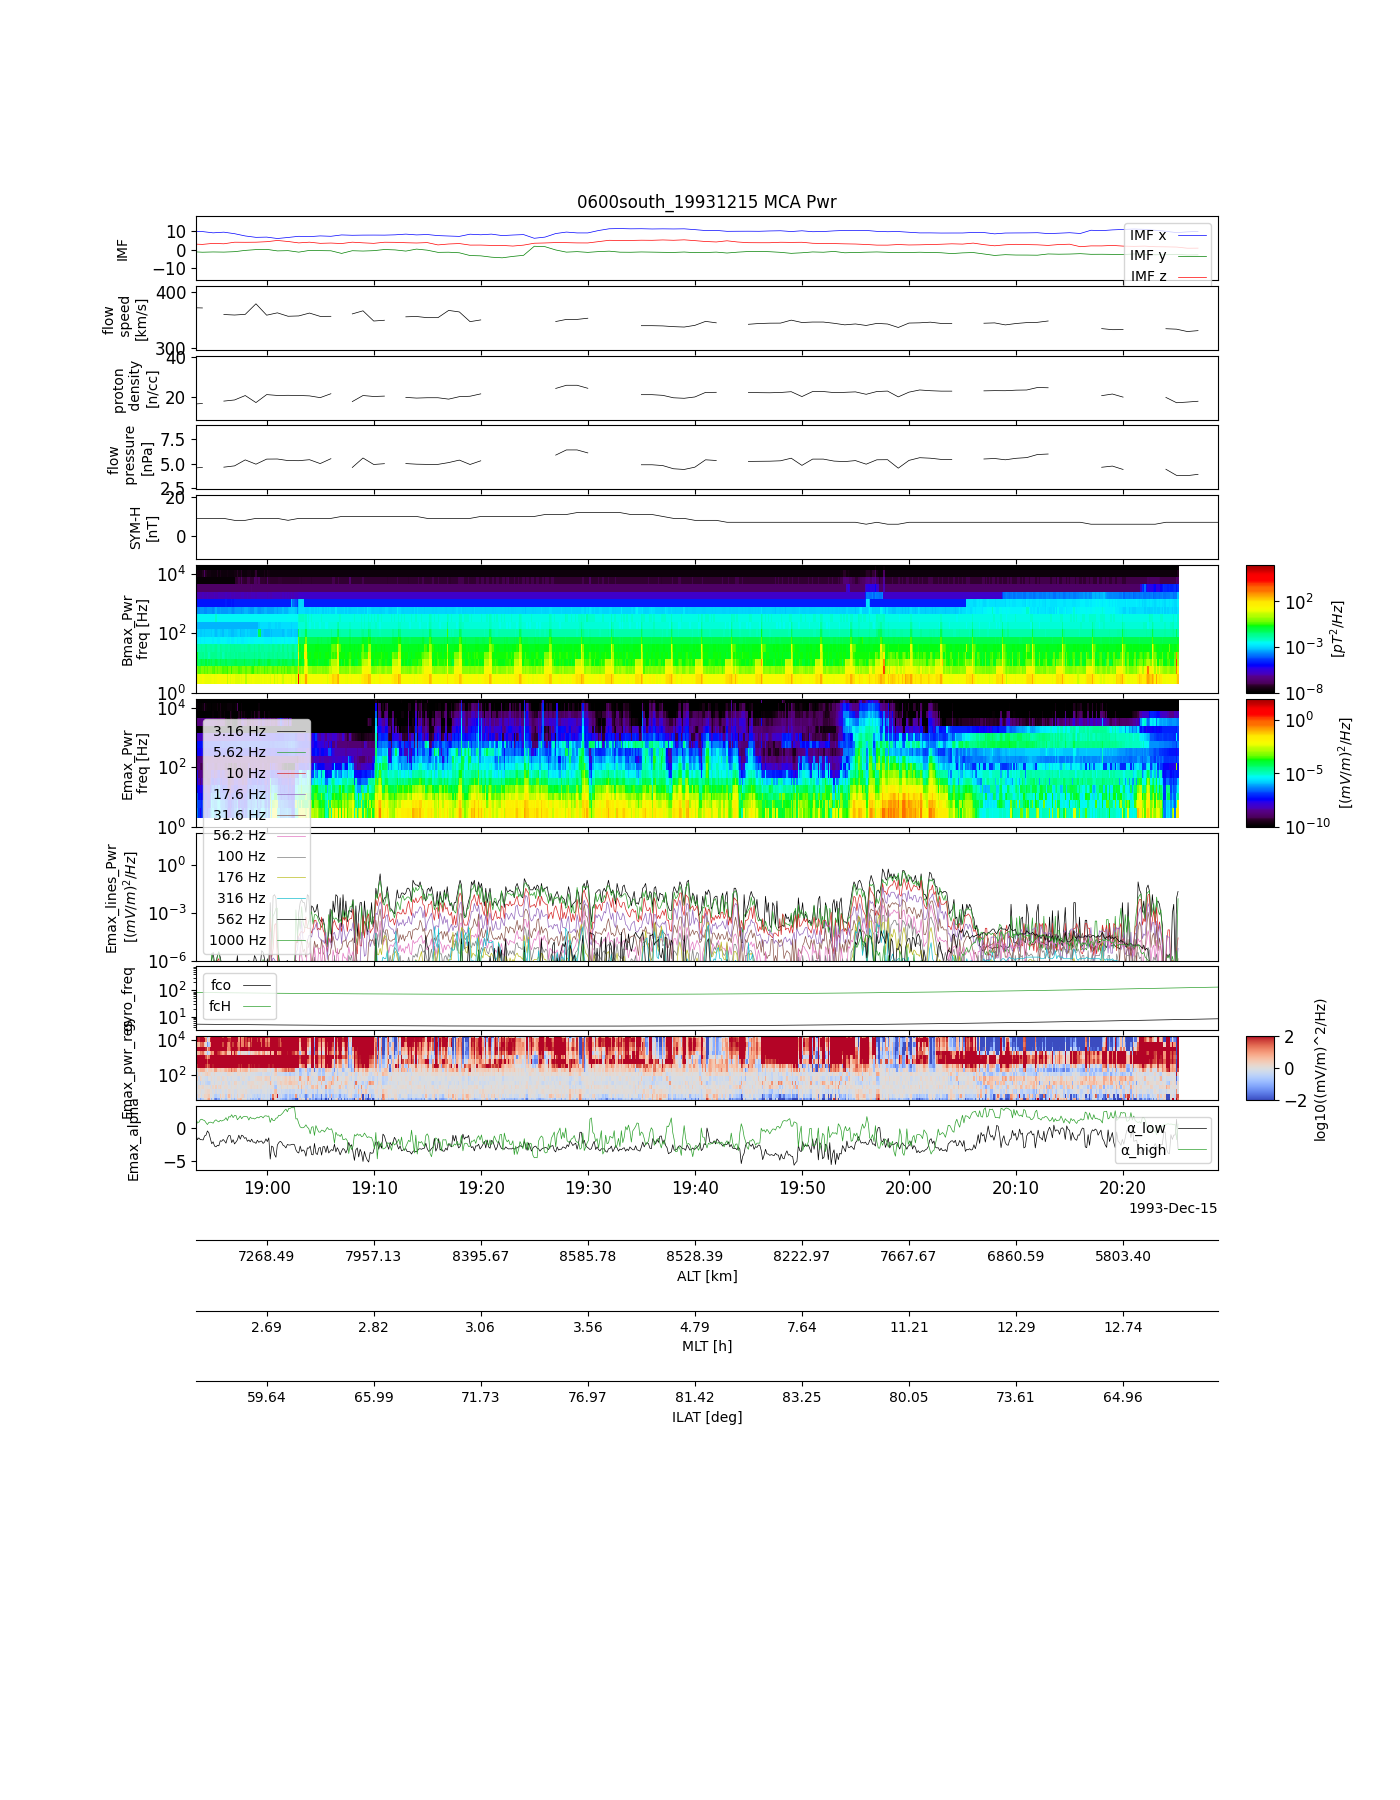 0600south_19931215 MCA Pwr
IMF
10
0
−10
IMF x
IMF y
IMF z
flow
speed
[km/s]
400
300
proton
density
[n/cc]
40
20
flow
pressure
[nPa]
7.5
5.0
2.5
SYM-H
[nT]
20
0
Bmax_Pwr
freq [Hz]
10^4
10^2
10^0
10^2
10^−3
10^−8
[pT^2/Hz]
Emax_Pwr
freq [Hz]
10^4
10^2
10^0
10^0
10^−5
10^−10
[(mV/m)^2/Hz]
3.16 Hz
5.62 Hz
10 Hz
17.6 Hz
31.6 Hz
56.2 Hz
100 Hz
176 Hz
316 Hz
562 Hz
1000 Hz
Emax_lines_Pwr
[(mV/m)^2/Hz]
10^0
10^−3
10^−6
gyro_freq
10^2
10^1
fco
fcH
Emax_pwr_reg
10^4
10^2
2
0
−2
log10((mV/m)^2/Hz)
Emax_alpha
0
−5
α_low
α_high
19:00 19:10 19:20 19:30 19:40 19:50 20:00 20:10 20:20
1993-Dec-15
7268.49 7957.13 8395.67 8585.78 8528.39 8222.97 7667.67 6860.59 5803.40
ALT [km]
2.69 2.82 3.06 3.56 4.79 7.64 11.21 12.29 12.74
MLT [h]
59.64 65.99 71.73 76.97 81.42 83.25 80.05 73.61 64.96
ILAT [deg]